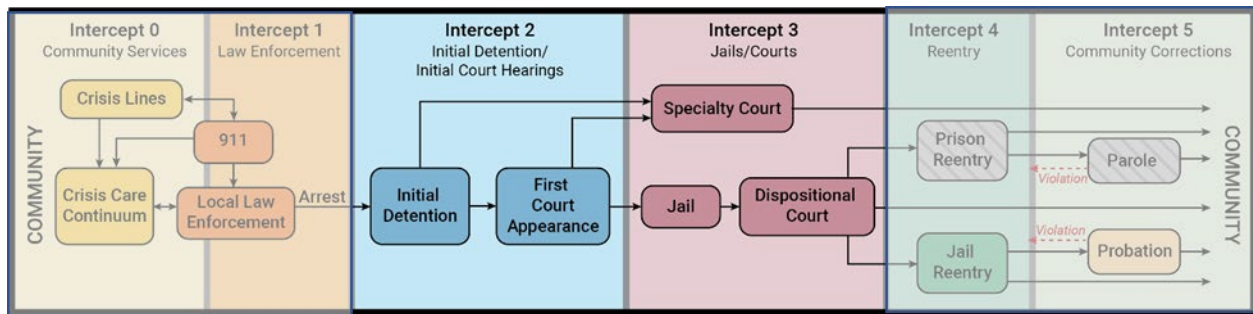 Intercept 0
Community Services
Intercept 1
Law Enforcement
Intercept 2
Initial Detention/
Initial Court Hearings
Intercept 3
Jails/Courts
Intercept 4
Reentry
Intercept 5
Community Corrections
COMMUNITY
Crisis Lines
911
Crisis Care
Continuum
Local Law
Enforcement
Arrest
Initial
Detention
First
Court
Appearance
Specialty Court
Jail
Dispositional
Court
Prison
Reentry
Parole
Violation
Jail
Reentry
Violation
Probation
COMMUNITY